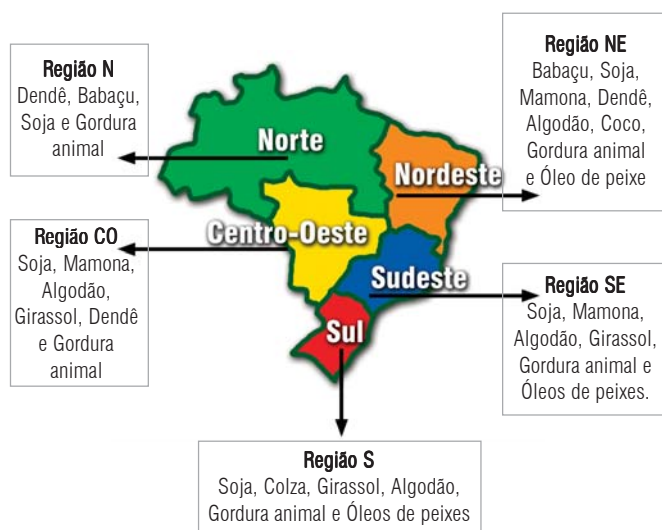 Região N
Dendê, Babaçu,
Soja e Gordura
animal
Região NE
Babaçu, Soja,
Mamona, Dendê,
Algodão, Coco,
Gordura animal
e Óleo de peixe
Norte
Nordeste
Centro-Oeste
Sudeste
Sul
Região CO
Soja, Mamona,
Algodão,
Girassol, Dendê
e Gordura
animal
Região SE
Soja, Mamona,
Algodão, Girassol,
Gordura animal e
Óleos de peixes.
Região S
Soja, Colza, Girassol, Algodão,
Gordura animal e Óleos de peixes